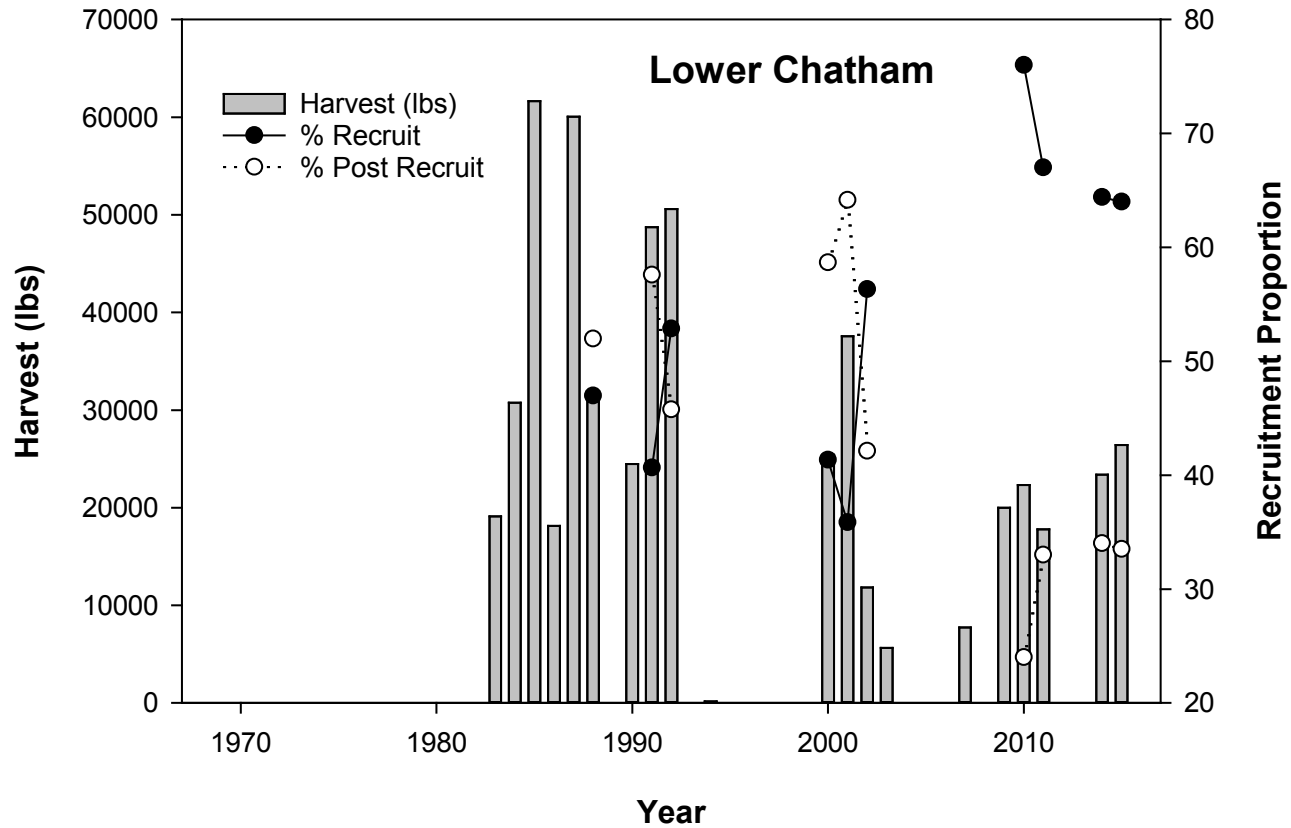 Lower Chatham
Harvest (lbs)
% Recruit
% Post Recruit
70000
60000
50000
40000
30000
20000
10000
0
Harvest (lbs)
80
70
60
50
40
30
20
Recruitment Proportion
1970 1980 1990 2000 2010
Year